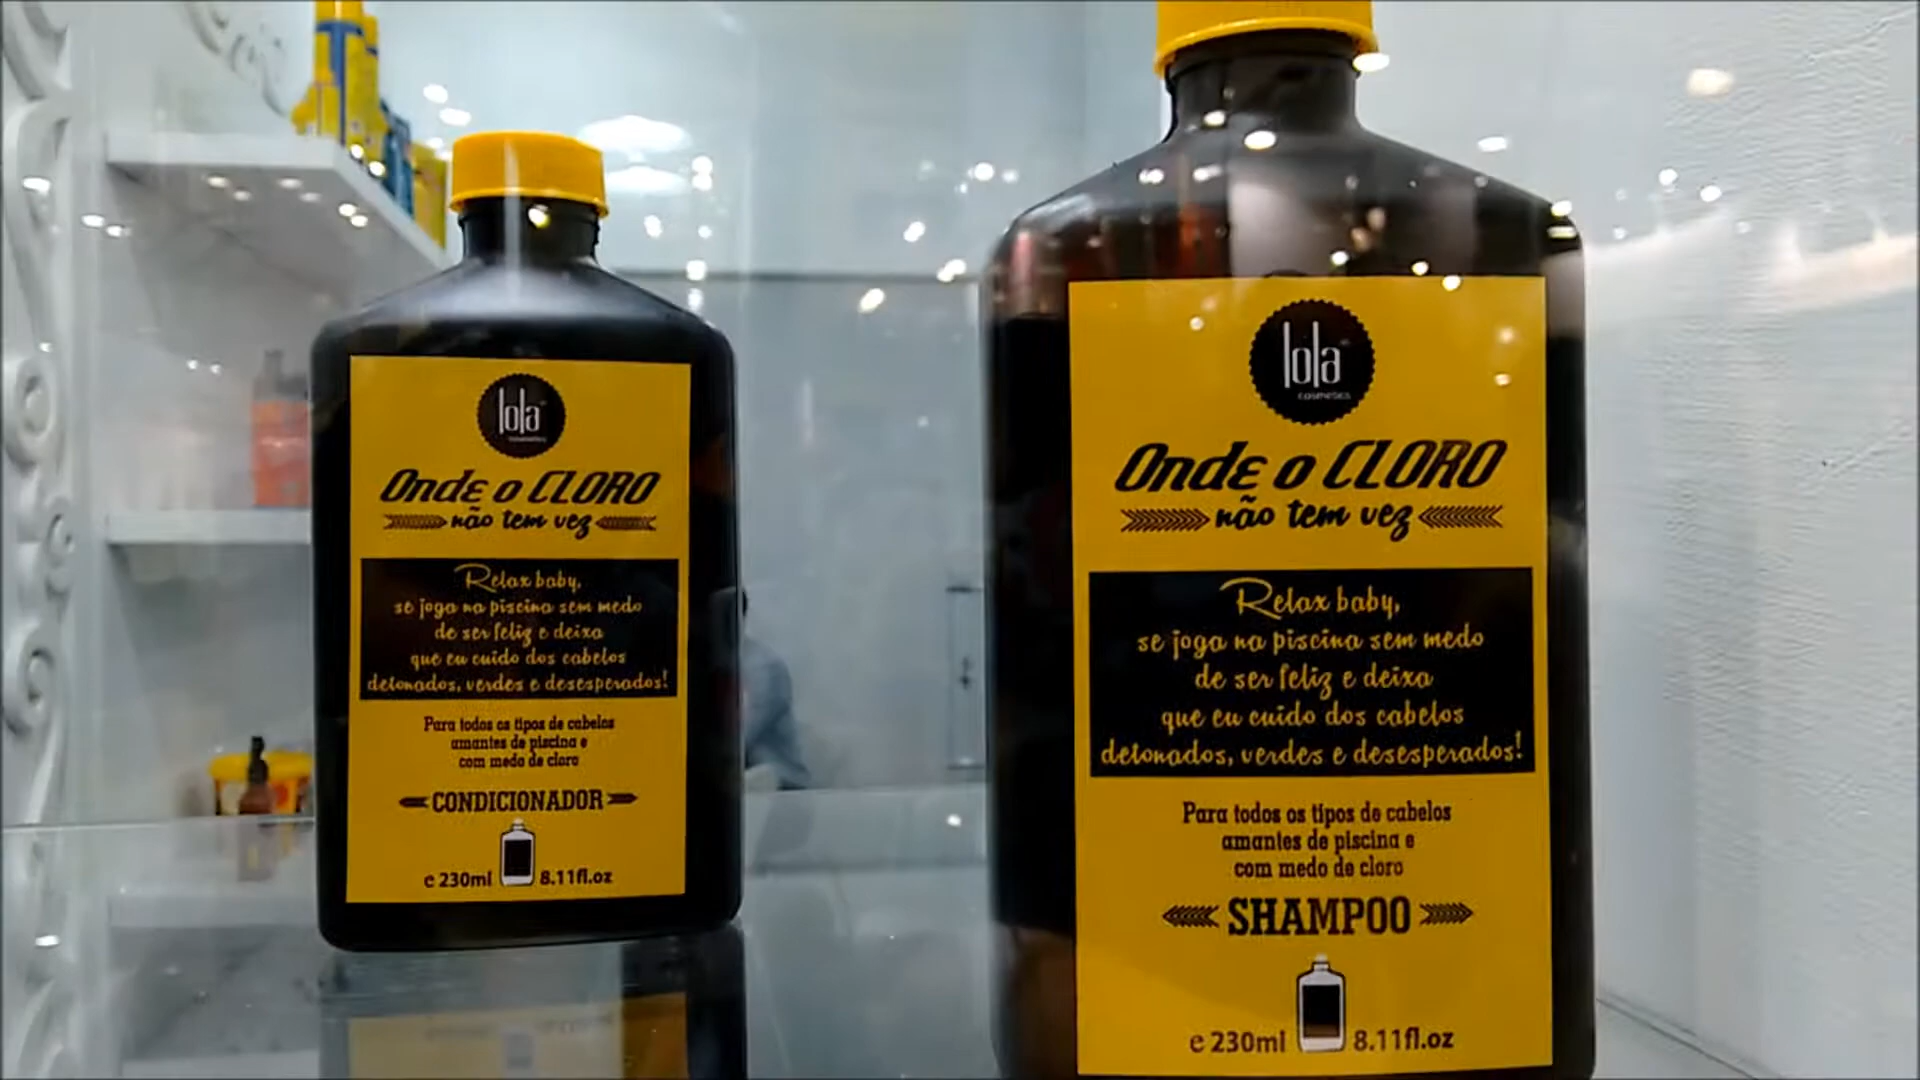 lola
cosmetics
Onde o CLORO
não tem vez
Relax baby,
se joga na piscina sem medo
de ser feliz e deixa
que eu cuido dos cabelos
detonados, verdes e desesperados!
Para todos os tipos de cabelos
amantes de piscina e
com medo de cloro
CONDICIONADOR
e 230ml 8.11fl.oz
lola
cosmetics
Onde o CLORO
não tem vez
Relax baby,
se joga na piscina sem medo
de ser feliz e deixa
que eu cuido dos cabelos
detonados, verdes e desesperados!
Para todos os tipos de cabelos
amantes de piscina e
com medo de cloro
SHAMPOO
e 230ml 8.11fl.oz